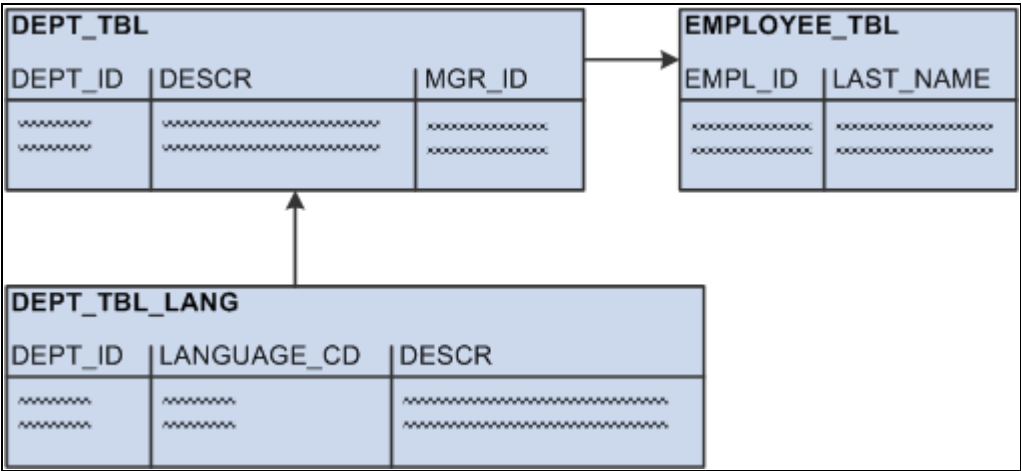 DEPT_TBL
DEPT_ID DESCR MGR_ID
EMPLOYEE_TBL
EMPL_ID LAST_NAME
DEPT_TBL_LANG
DEPT_ID LANGUAGE_CD DESCR